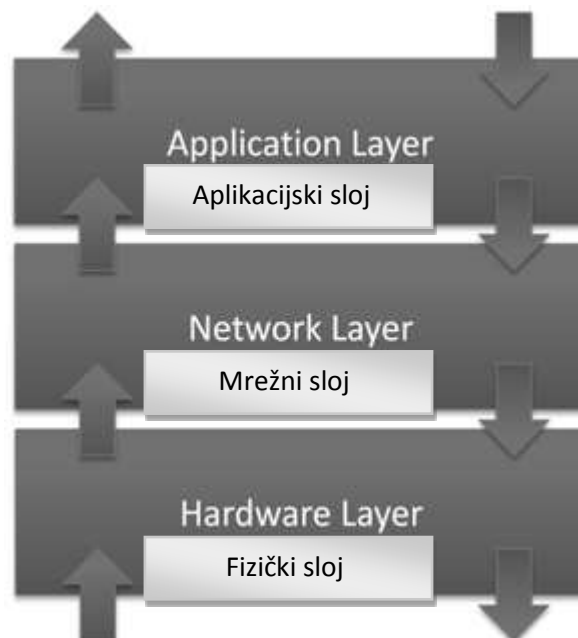 Application Layer
Aplikacijski sloj
Network Layer
Mrežni sloj
Hardware Layer
Fizički sloj